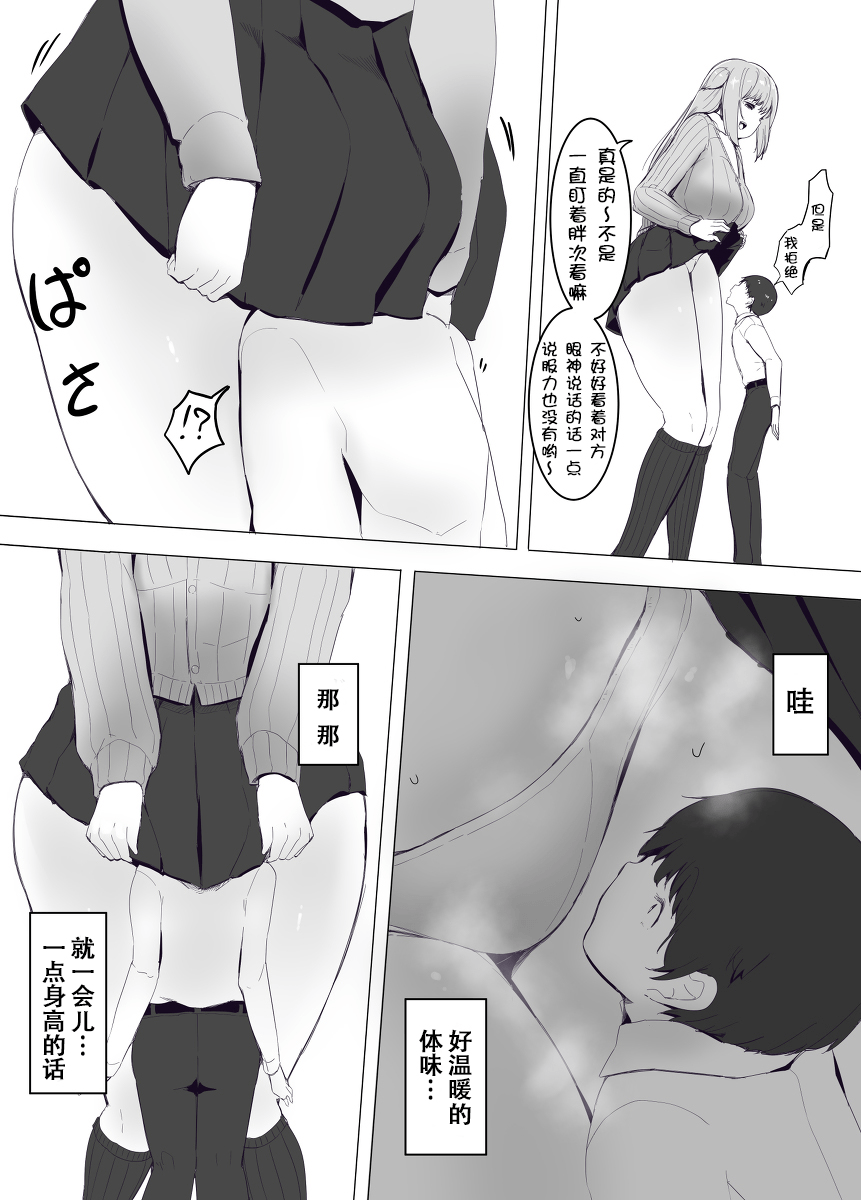 但是
我拒绝
真是的～不是
一直盯着胖次看嘛
不好好看着对方
眼神说话的话一点
说服力也没有哟～
ぱさ
!?
哇
好温暖的
体味…
那
那
就一会儿…
一点身高的话